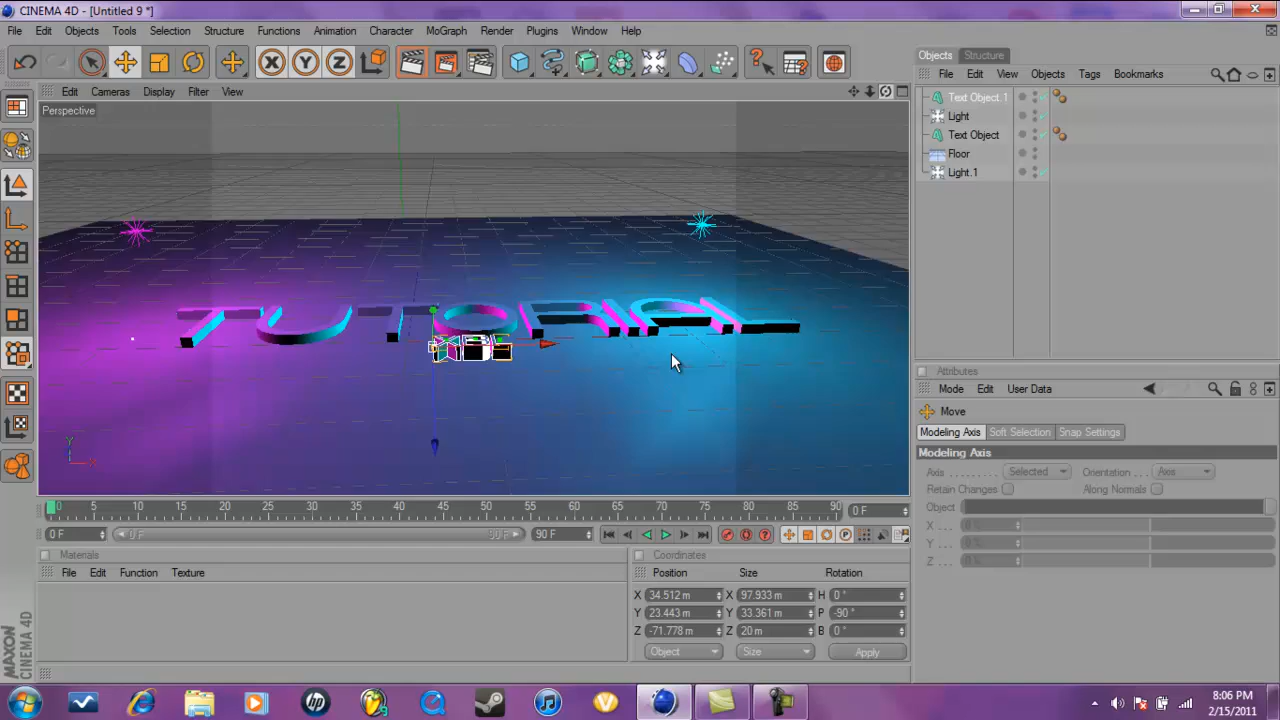 CINEMA 4D - [Untitled 9 *]
File Edit Objects Tools Selection Structure Functions Animation Character MoGraph Render Plugins Window Help
X Y Z
Objects Structure
Edit Cameras Display Filter View
File Edit View Objects Tags Bookmarks
Perspective
Text Object.1
Light
Text Object
Floor
Light.1
TUTORIAL
Y
X
Attributes
Mode Edit User Data
Move
Modeling Axis Soft Selection Snap Settings
Modeling Axis
Axis Selected Orientation Axis
Retain Changes Along Normals
Object
X
Y
Z
0 5 10 15 20 25 30 35 40 45 50 55 60 65 70 75 80 85 90 0 F
0 F 0 F 90 F 90 F
Materials
File Edit Function Texture
Coordinates
Position Size Rotation
X 34.512 m X 97.933 m H 0 °
Y 23.443 m Y 33.361 m P -90 °
Z -71.778 m Z 20 m B 0 °
Object Size Apply
MAXON
CINEMA 4D
8:06 PM
2/15/2011